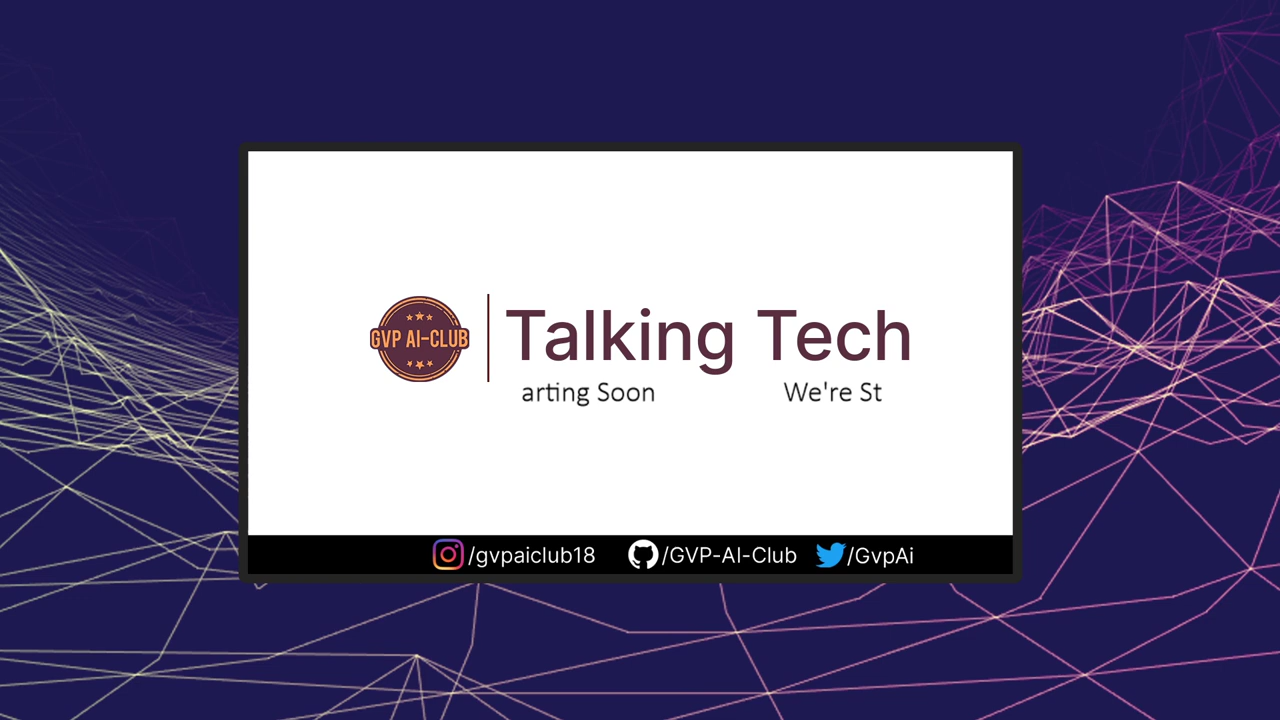 GVP AI-CLUB
Talking Tech
arting Soon We're St
/gvpaiclub18 /GVP-AI-Club /GvpAi